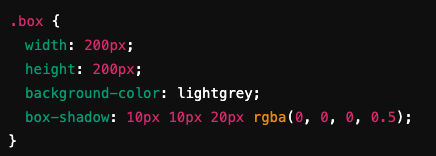 .box {
  width: 200px;
  height: 200px;
  background-color: lightgrey;
  box-shadow: 10px 10px 20px rgba(0, 0, 0, 0.5);
}